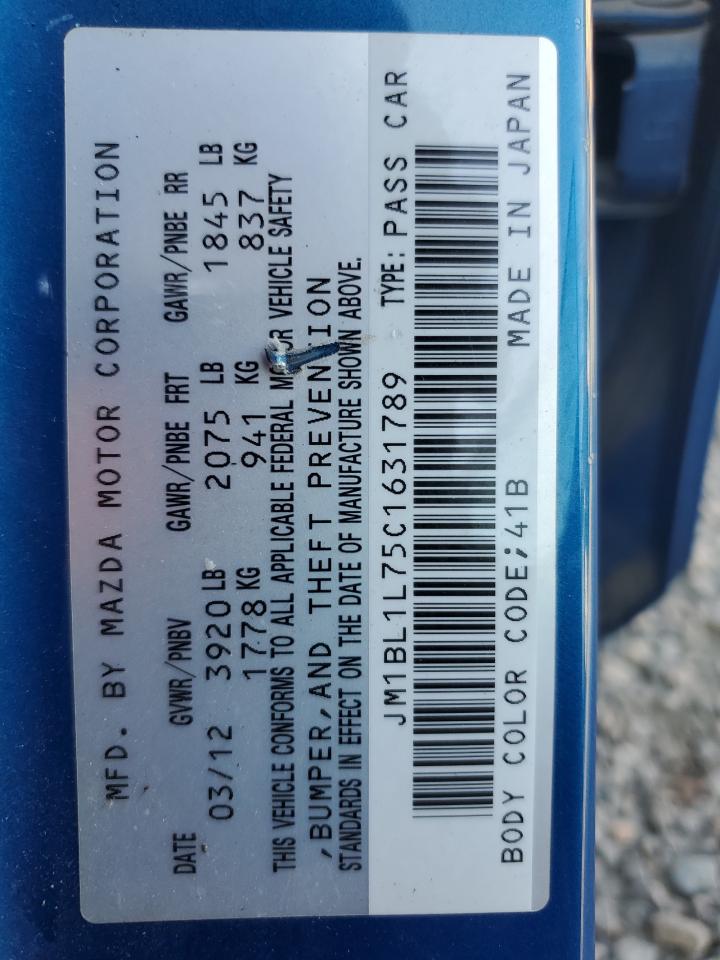 MFD. BY MAZDA MOTOR CORPORATION
DATE GVWR/PNBV GAWR/PNBE FRT GAWR/PNBE RR
03/12 3920 LB 2075 LB 1845 LB
1778 KG 941 KG 837 KG
THIS VEHICLE CONFORMS TO ALL APPLICABLE FEDERAL MOTOR VEHICLE SAFETY
,BUMPER,AND THEFT PREVENTION
STANDARDS IN EFFECT ON THE DATE OF MANUFACTURE SHOWN ABOVE.
JM1BL1L75C1631789 TYPE: PASS CAR
BODY COLOR CODE;41B MADE IN JAPAN